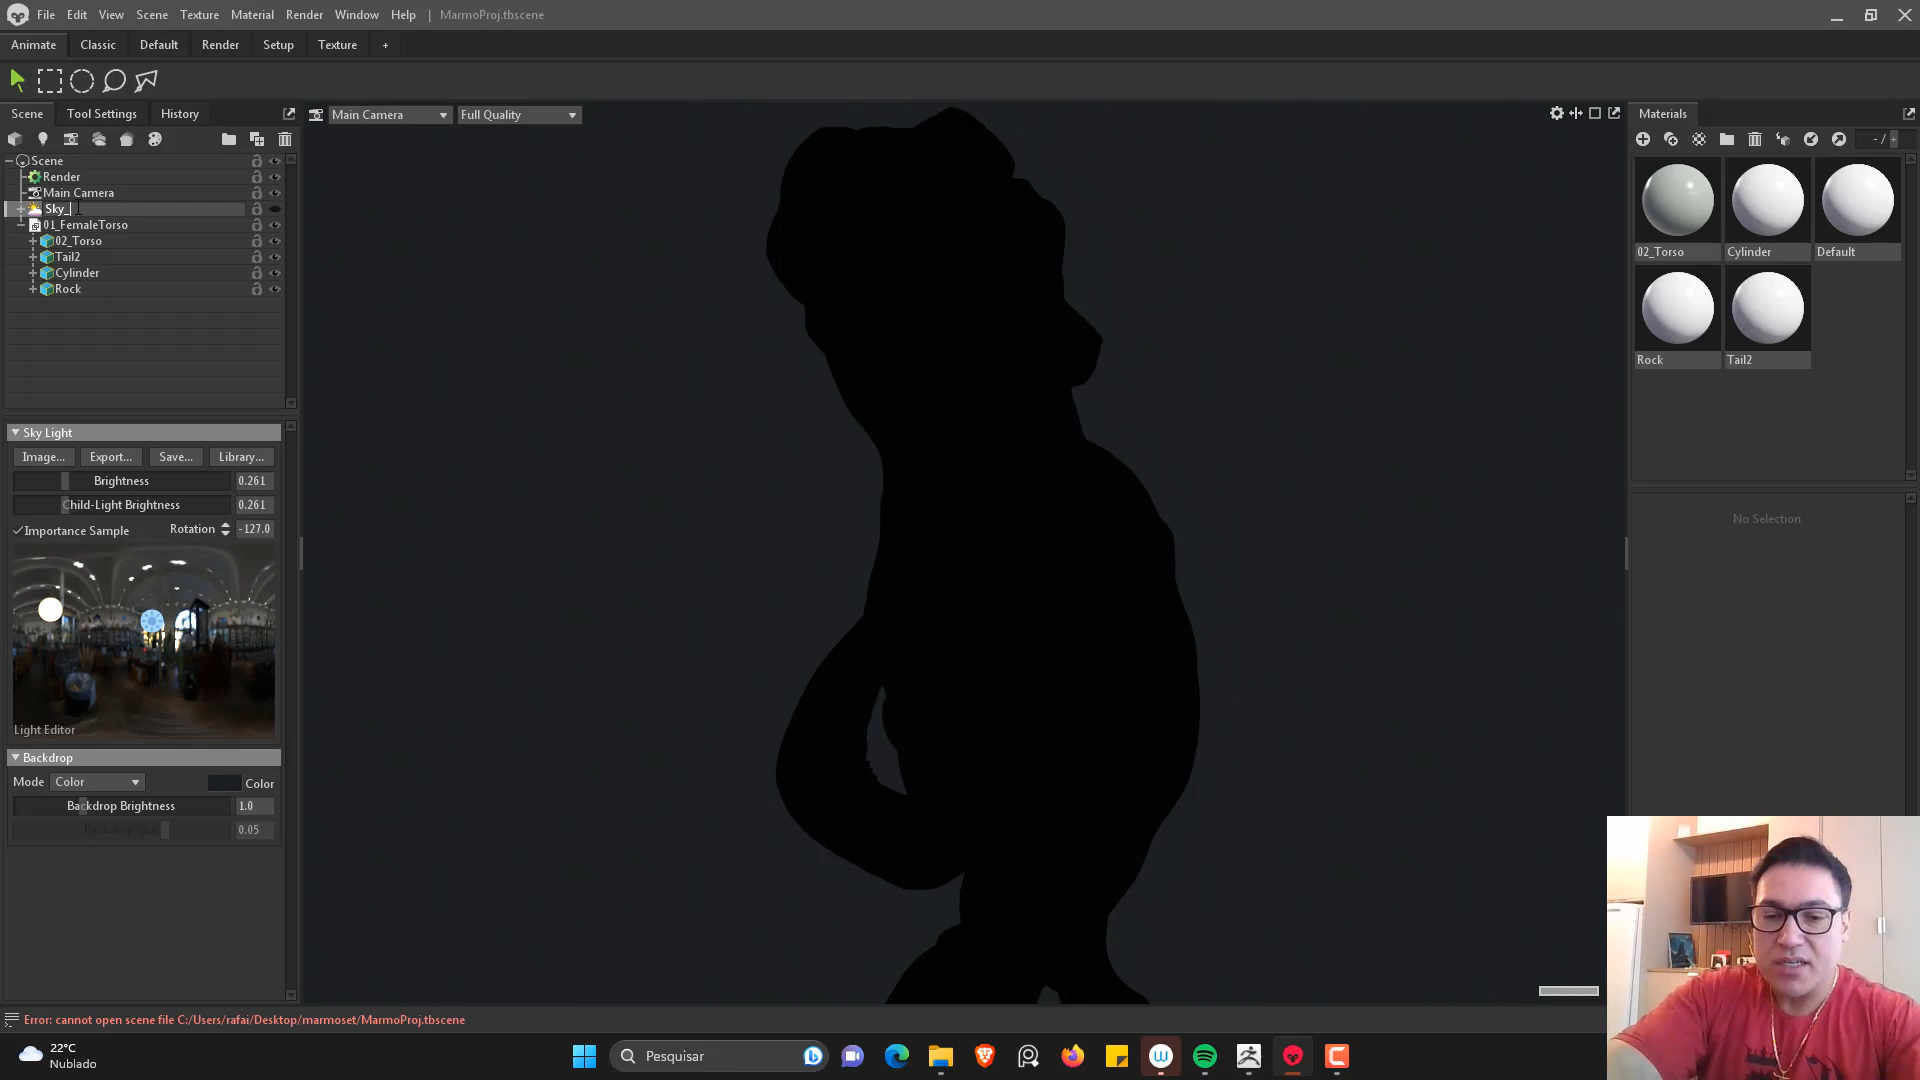 File Edit View Scene Texture Material Render Window Help | MarmoProj.tbscene
Animate Classic Default Render Setup Texture +
Scene Tool Settings History
Main Camera Full Quality
Materials
- / +
Scene
Render
Main Camera
Sky_
01_FemaleTorso
02_Torso
Tail2
Cylinder
Rock
02_Torso Cylinder Default
Rock Tail2
Sky Light
Image... Export... Save... Library...
Brightness 0.261
Child-Light Brightness 0.261
Importance Sample Rotation -127.0
Light Editor
Backdrop
Mode Color Color
Backdrop Brightness 1.0
Backdrop Blur 0.05
No Selection
Error: cannot open scene file C:/Users/rafai/Desktop/marmoset/MarmoProj.tbscene
22°C
Nublado
Pesquisar